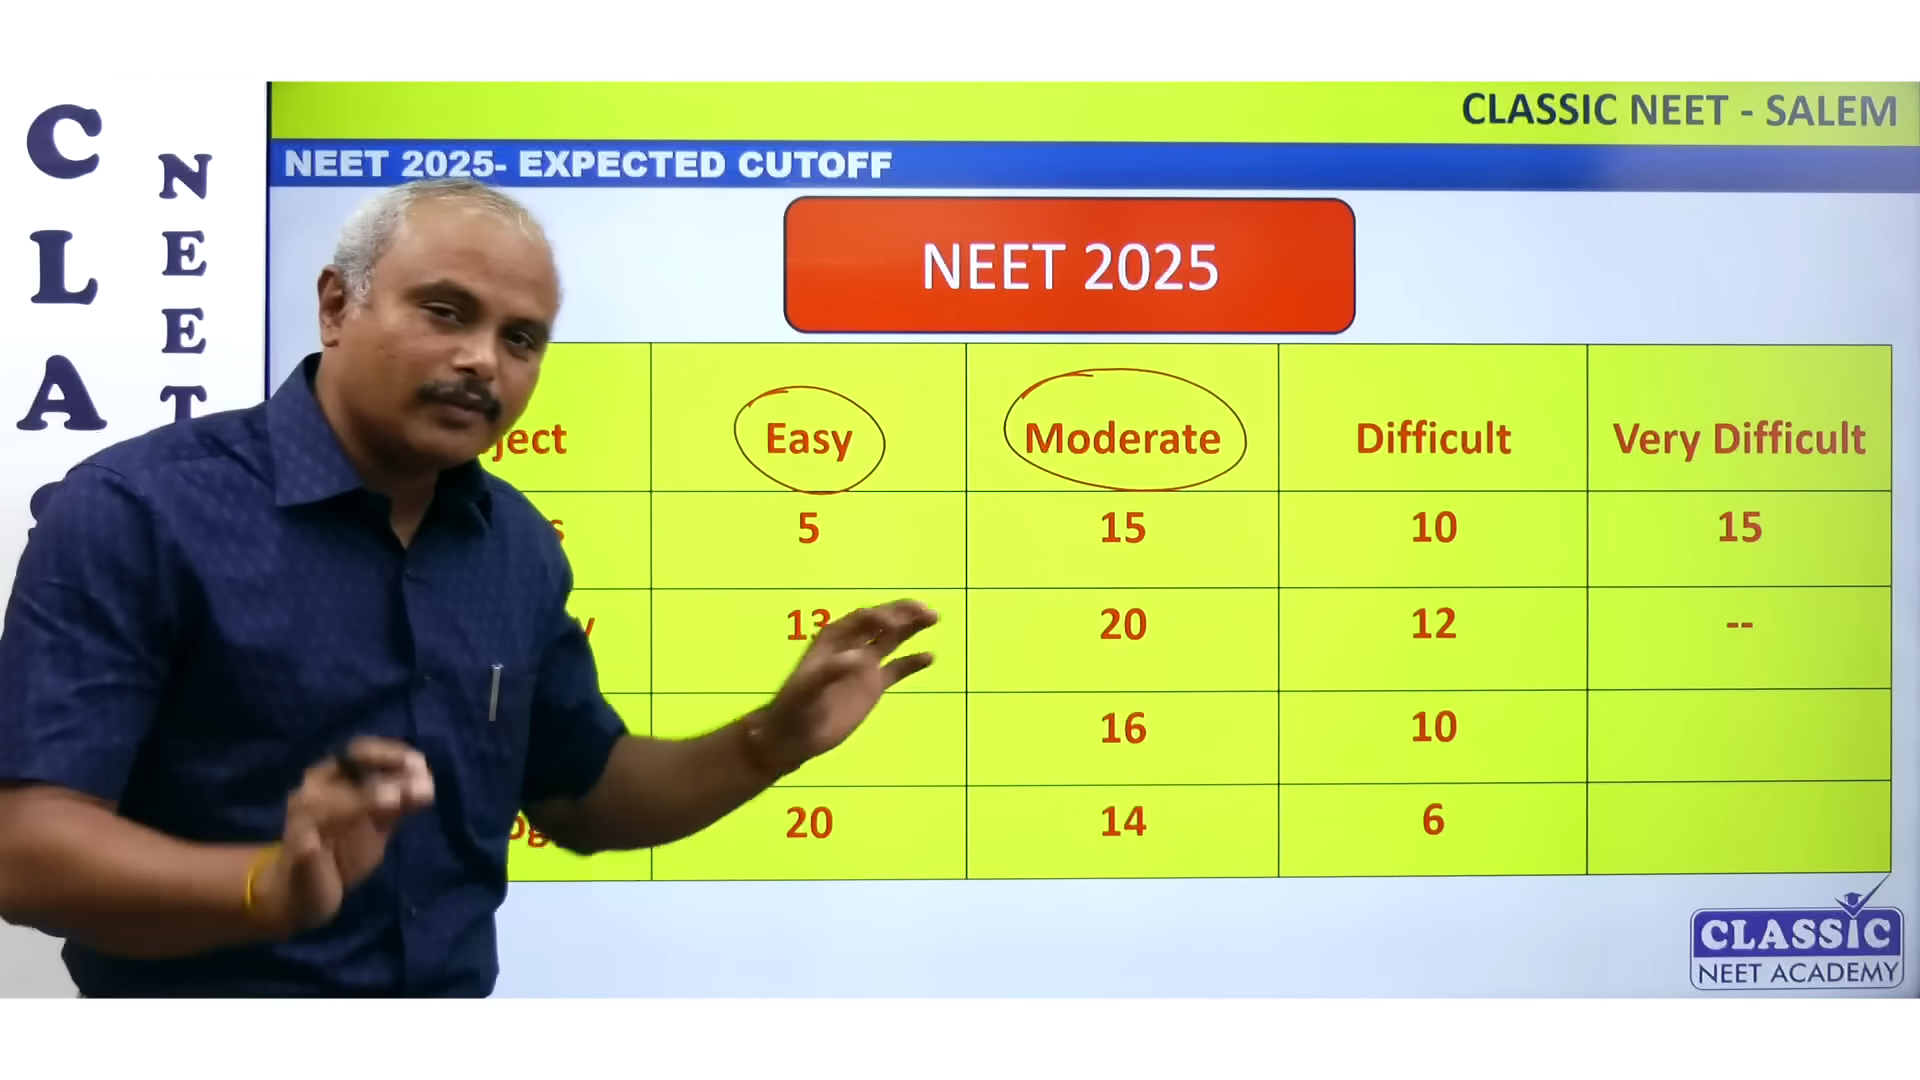 CLASSIC NEET - SALEM
NEET 2025- EXPECTED CUTOFF
NEET 2025
C
L
A
N
E
E
T
Easy Moderate Difficult Very Difficult
5 15 10 15
13 20 12 --
16 10
20 14 6
CLASSIC
NEET ACADEMY